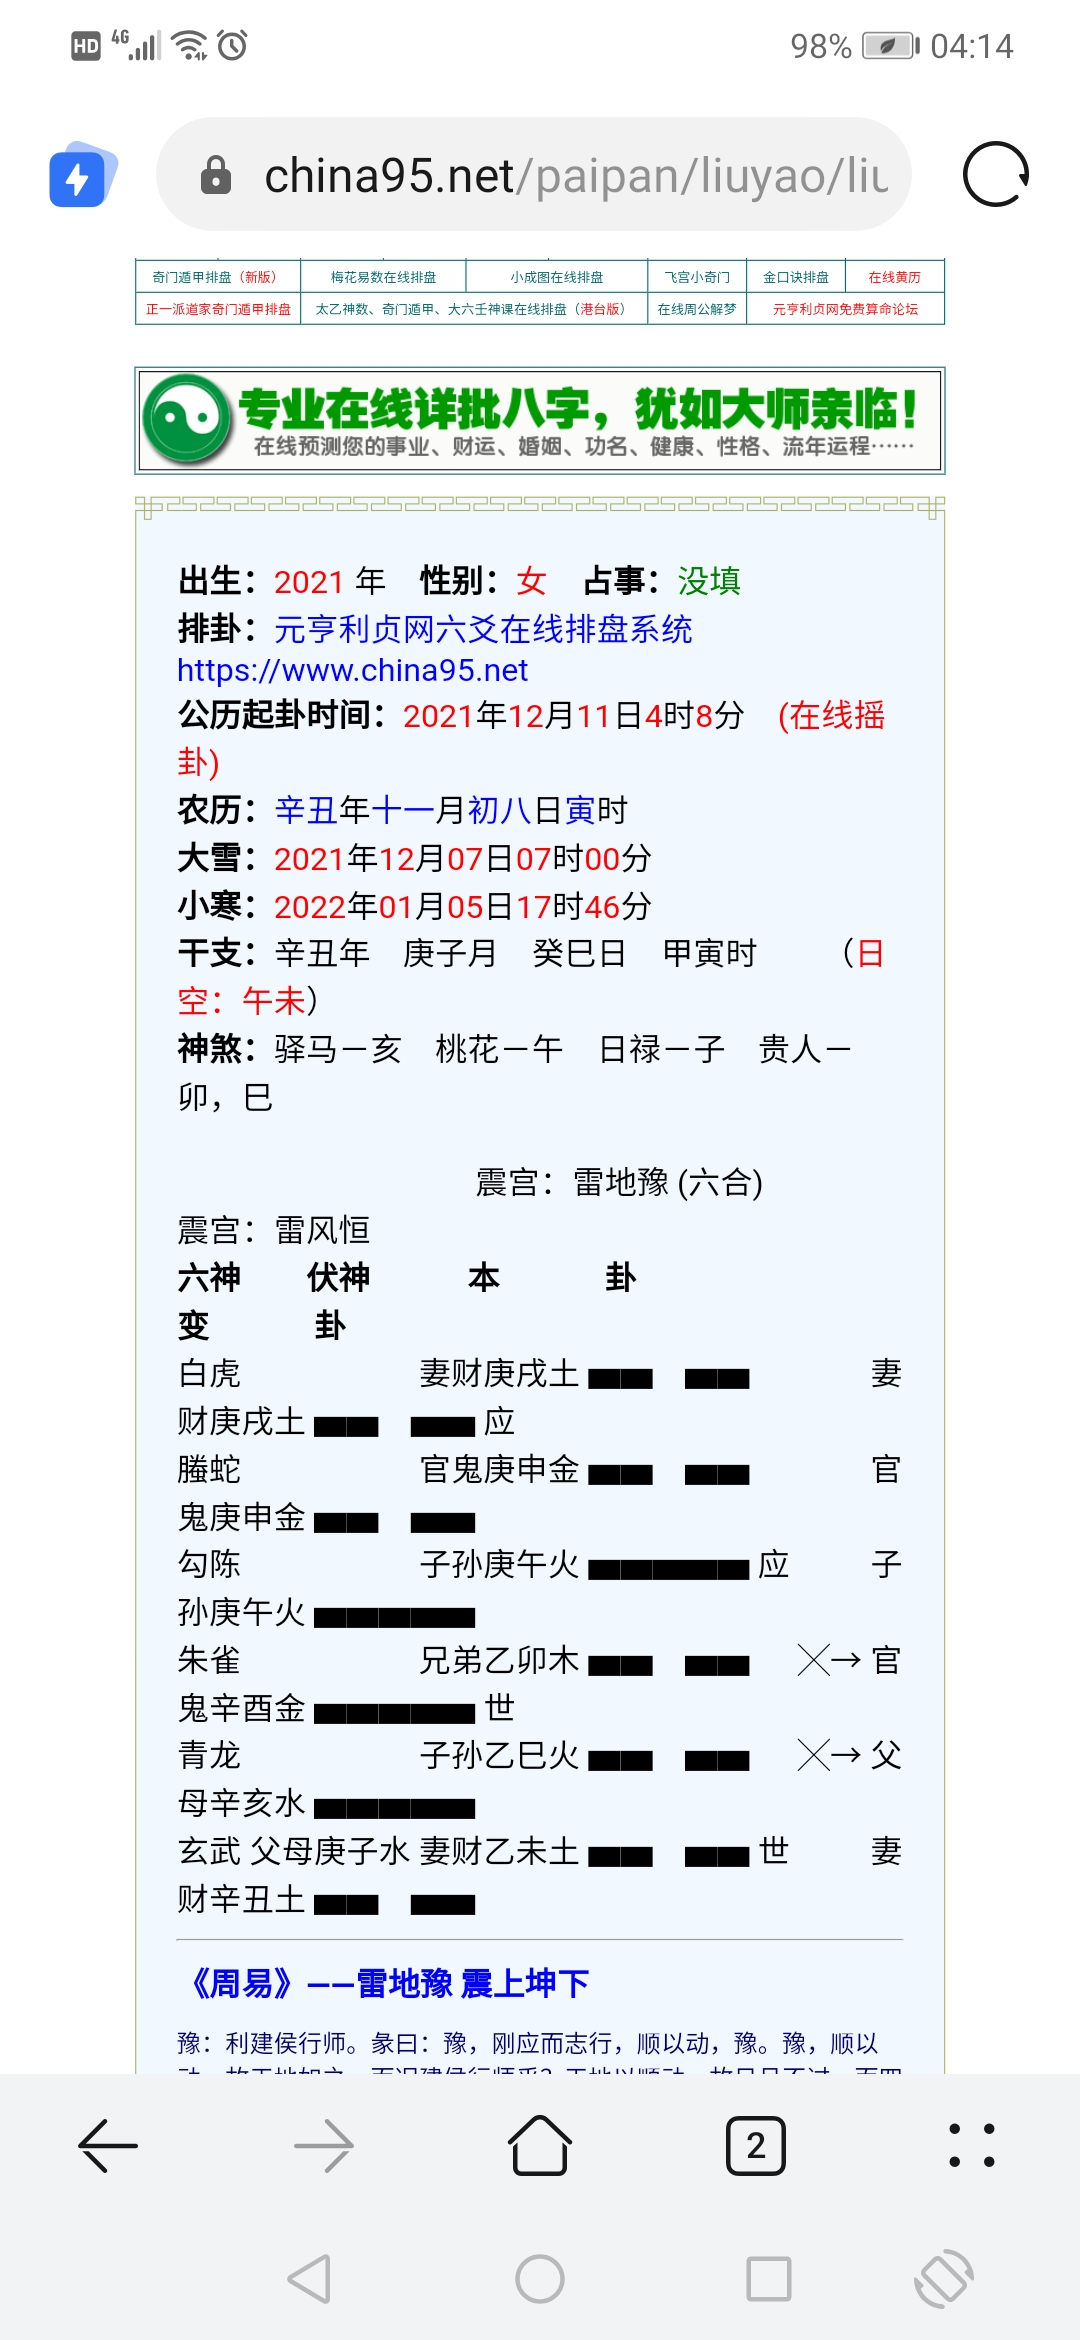 HD 4G 98% 04:14
china95.net/paipan/liuyao/liu
奇门遁甲排盘（新版） 梅花易数在线排盘 小成图在线排盘 飞宫小奇门 金口诀排盘 在线黄历
正一派道家奇门遁甲排盘 太乙神数、奇门遁甲、大六壬神课在线排盘（港台版） 在线周公解梦 元亨利贞网免费算命论坛
专业在线详批八字，犹如大师亲临！
在线预测您的事业、财运、婚姻、功名、健康、性格、流年运程……
出生：2021 年 性别：女 占事：没填
排卦：元亨利贞网六爻在线排盘系统
https://www.china95.net
公历起卦时间：2021年12月11日4时8分 (在线摇
卦)
农历：辛丑年十一月初八日寅时
大雪：2021年12月07日07时00分
小寒：2022年01月05日17时46分
干支：辛丑年 庚子月 癸巳日 甲寅时 （日
空：午未）
神煞：驿马－亥 桃花－午 日禄－子 贵人－
卯，巳
震宫：雷地豫 (六合)
震宫：雷风恒
六神 伏神 本 卦
变 卦
白虎 妻财庚戌土 妻
财庚戌土 应
螣蛇 官鬼庚申金 官
鬼庚申金
勾陈 子孙庚午火 应 子
孙庚午火
朱雀 兄弟乙卯木 ╳→ 官
鬼辛酉金 世
青龙 子孙乙巳火 ╳→ 父
母辛亥水
玄武 父母庚子水 妻财乙未土 世 妻
财辛丑土
《周易》——雷地豫 震上坤下
豫：利建侯行师。彖曰：豫，刚应而志行，顺以动，豫。豫，顺以
2